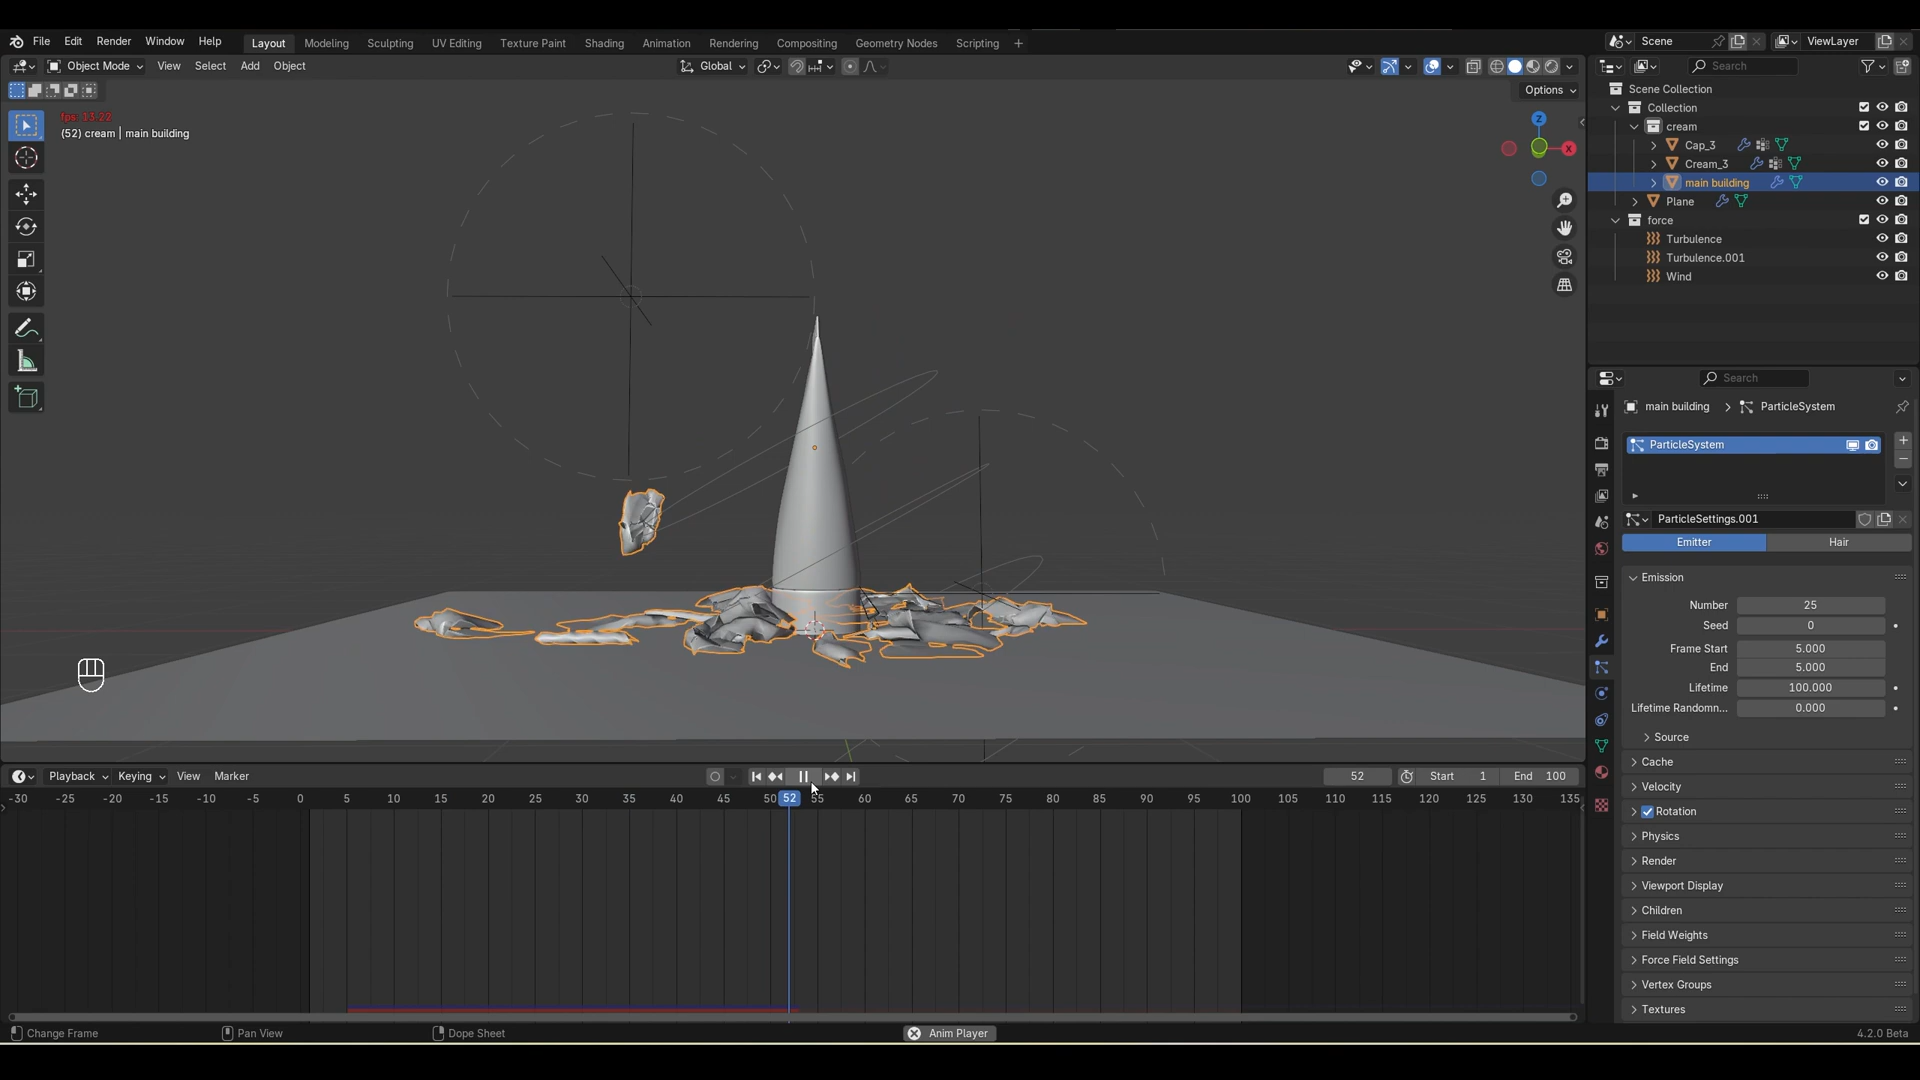 File Edit Render Window Help Layout Modeling Sculpting UV Editing Texture Paint Shading Animation Rendering Compositing Geometry Nodes Scripting + Scene ViewLayer
Object Mode View Select Add Object Global Search
Options
fps: 13.22
(52) cream | main building
Z
X
Scene Collection
Collection
cream
Cap_3
Cream_3
main building
Plane
force
Turbulence
Turbulence.001
Wind
Search
main building > ParticleSystem
ParticleSystem
ParticleSettings.001
Emitter Hair
Emission
Number 25
Seed 0
Frame Start 5.000
End 5.000
Lifetime 100.000
Lifetime Randomn... 0.000
Source
Cache
Velocity
Rotation
Physics
Render
Viewport Display
Children
Field Weights
Force Field Settings
Vertex Groups
Textures
Playback Keying View Marker 52 Start 1 End 100
-30 -25 -20 -15 -10 -5 0 5 10 15 20 25 30 35 40 45 50 52 55 60 65 70 75 80 85 90 95 100 105 110 115 120 125 130 135
Change Frame Pan View Dope Sheet Anim Player 4.2.0 Beta